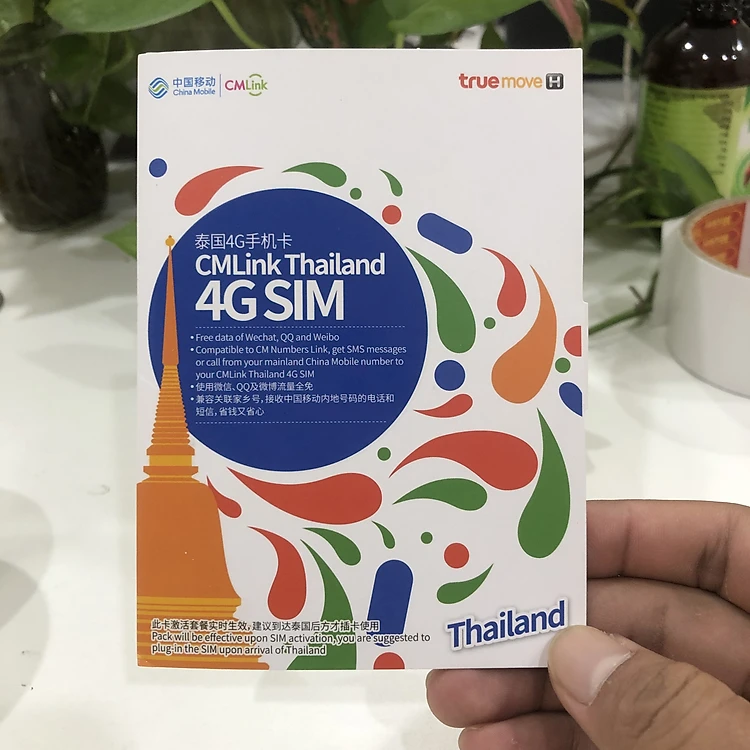 中国移动
China Mobile
CMLink
true move H
泰国4G手机卡
CMLink Thailand
4G SIM
• Free data of Wechat, QQ and Weibo
• Compatible to CM Numbers Link, get SMS messages
or call from your mainland China Mobile number to
your CMLink Thailand 4G SIM
• 使用微信、QQ及微博流量全免
• 兼容关联家乡号，接收中国移动内地号码的电话和
短信，省钱又省心
此卡激活套餐实时生效，建议到达泰国后方才插卡使用
Pack will be effective upon SIM activation, you are suggested to
plug-in the SIM upon arrival of Thailand
Thailand